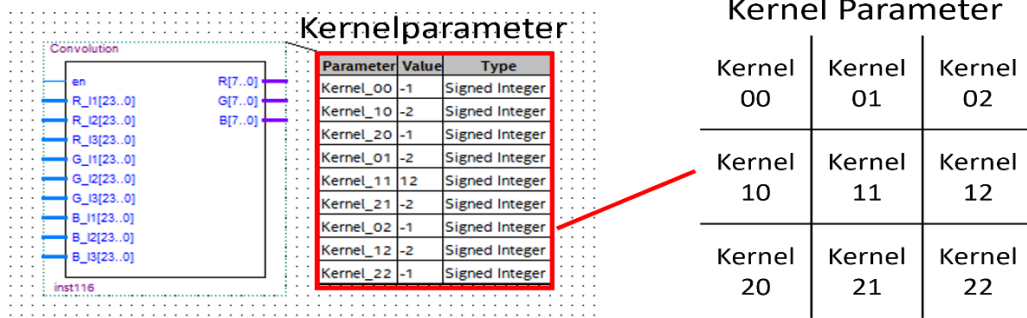 Kernelparameter
Convolution
en
R_I1[23..0]
R_I2[23..0]
R_I3[23..0]
G_I1[23..0]
G_I2[23..0]
G_I3[23..0]
B_I1[23..0]
B_I2[23..0]
B_I3[23..0]
R[7..0]
G[7..0]
B[7..0]
inst116
Parameter Value Type
Kernel_00 -1 Signed Integer
Kernel_10 -2 Signed Integer
Kernel_20 -1 Signed Integer
Kernel_01 -2 Signed Integer
Kernel_11 12 Signed Integer
Kernel_21 -2 Signed Integer
Kernel_02 -1 Signed Integer
Kernel_12 -2 Signed Integer
Kernel_22 -1 Signed Integer
Kernel Parameter
Kernel Kernel Kernel
00 01 02
Kernel Kernel Kernel
10 11 12
Kernel Kernel Kernel
20 21 22